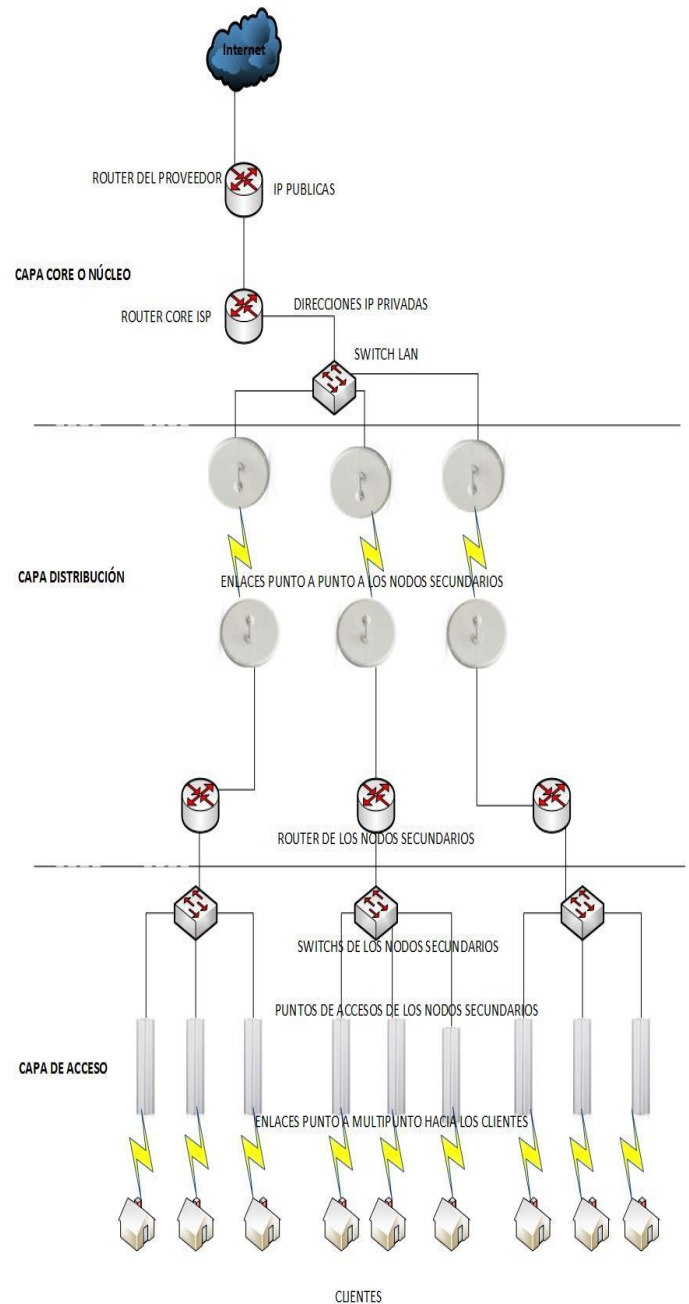 Internet
ROUTER DEL PROVEEDOR
IP PUBLICAS
CAPA CORE O NÚCLEO
DIRECCIONES IP PRIVADAS
ROUTER CORE ISP
SWITCH LAN
CAPA DISTRIBUCIÓN
ENLACES PUNTO A PUNTO A LOS NODOS SECUNDARIOS
ROUTER DE LOS NODOS SECUNDARIOS
SWITCHS DE LOS NODOS SECUNDARIOS
PUNTOS DE ACCESOS DE LOS NODOS SECUNDARIOS
CAPA DE ACCESO
ENLACES PUNTO A MULTIPUNTO HACIA LOS CLIENTES
CLIENTES